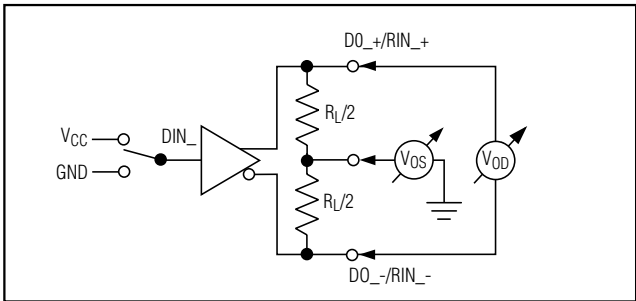 DO_+/RIN_+
VCC
DIN_
GND
RL/2
VOS
VOD
RL/2
DO_-/RIN_-